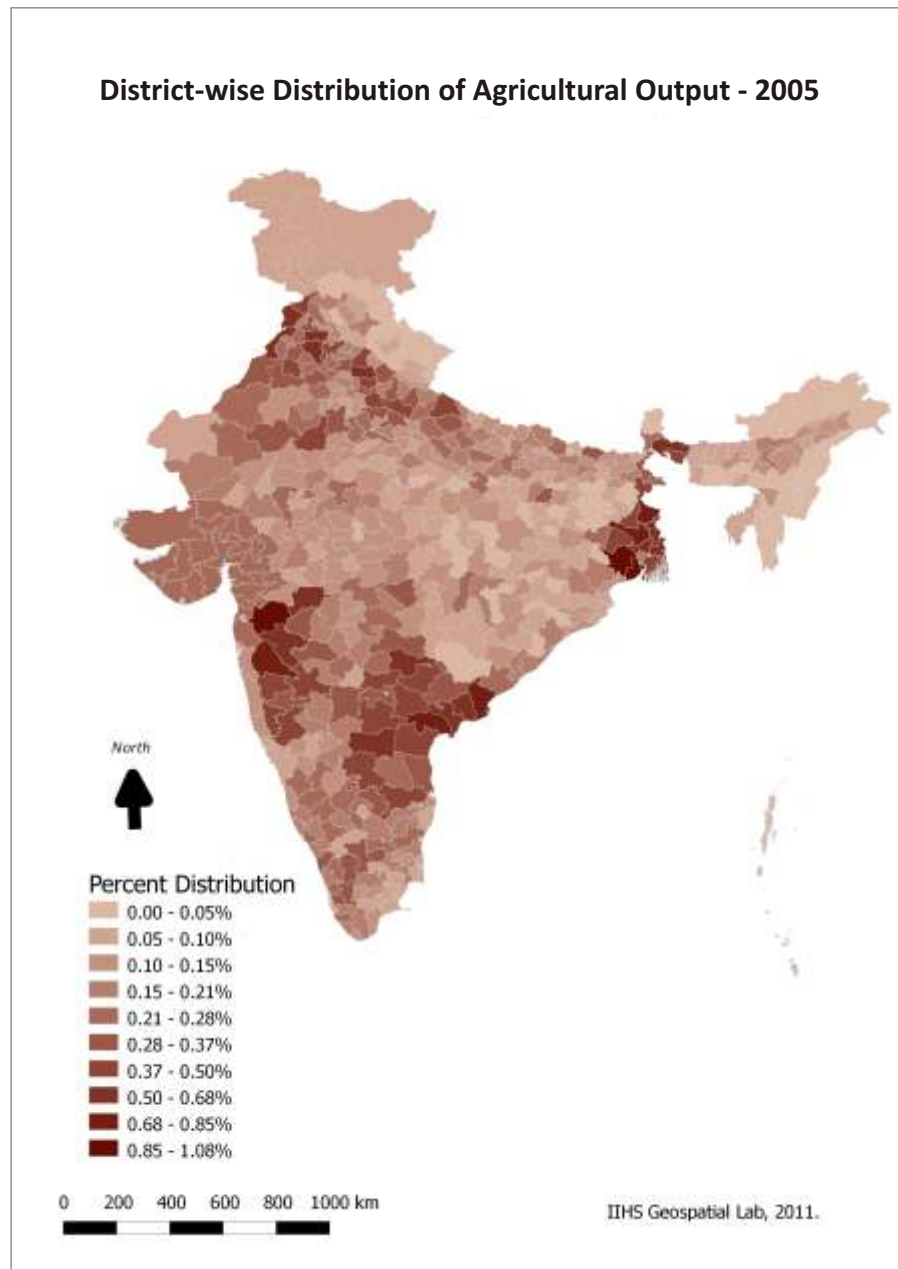 District-wise Distribution of Agricultural Output - 2005
North
Percent Distribution
0.00 - 0.05%
0.05 - 0.10%
0.10 - 0.15%
0.15 - 0.21%
0.21 - 0.28%
0.28 - 0.37%
0.37 - 0.50%
0.50 - 0.68%
0.68 - 0.85%
0.85 - 1.08%
0 200 400 600 800 1000 km
IIHS Geospatial Lab, 2011.